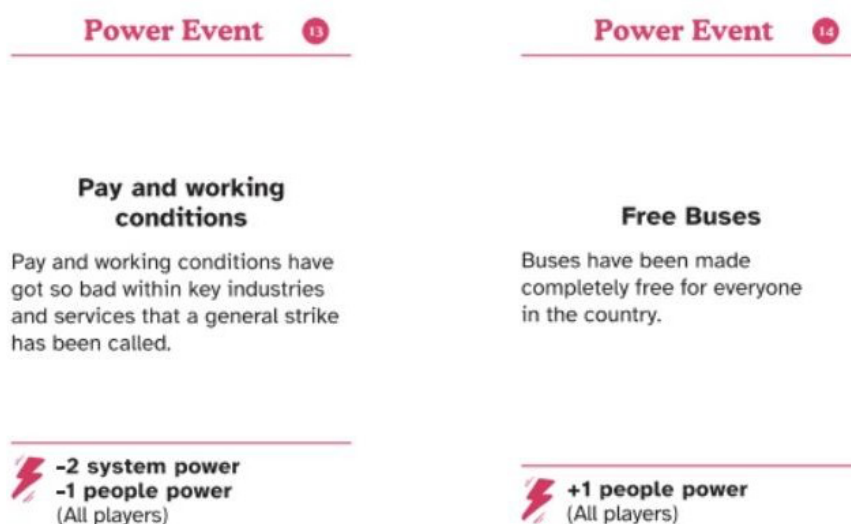 Power Event 13
Pay and working
conditions
Pay and working conditions have
got so bad within key industries
and services that a general strike
has been called.
-2 system power
-1 people power
(All players)
Power Event 14
Free Buses
Buses have been made
completely free for everyone
in the country.
+1 people power
(All players)